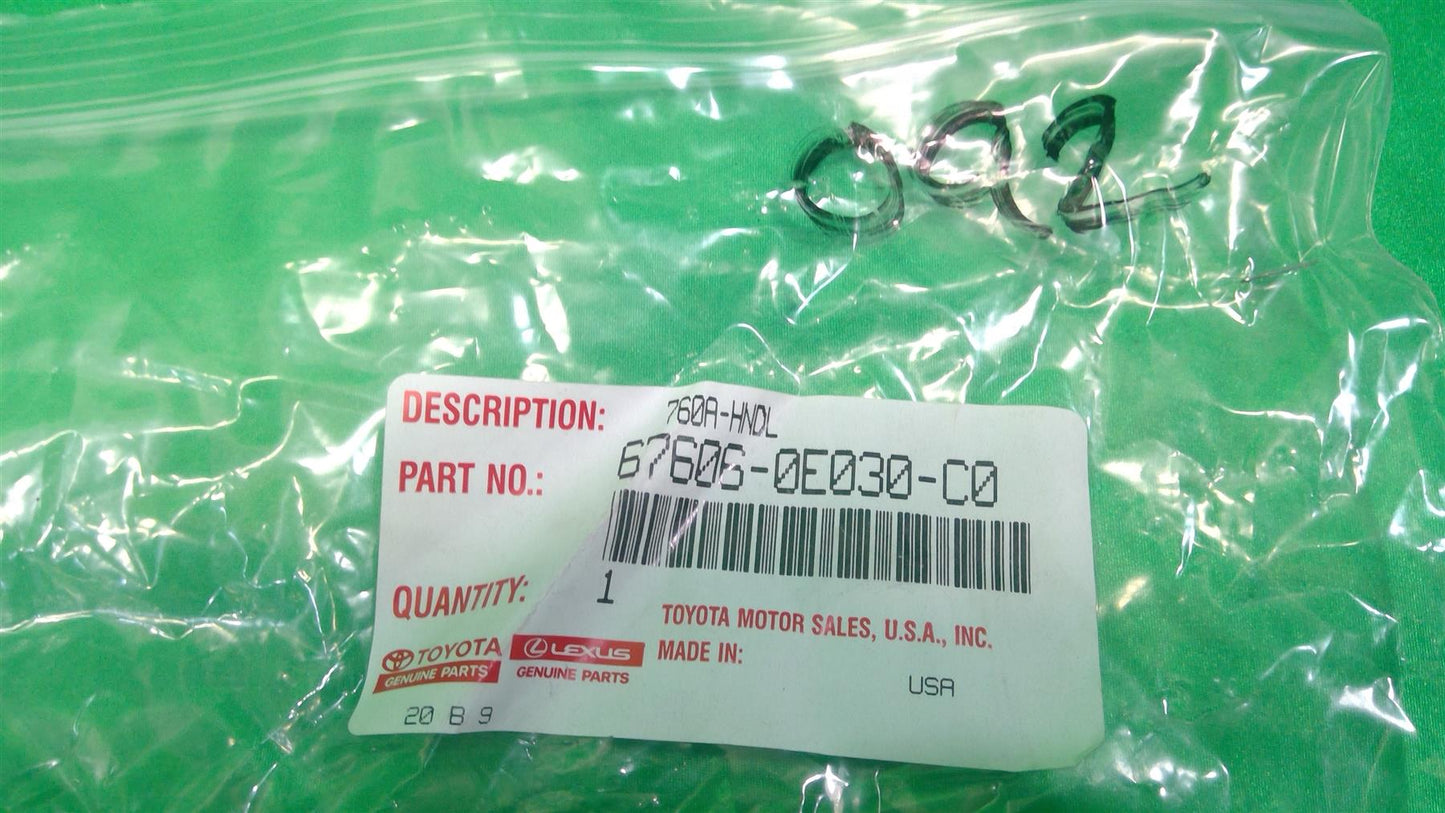 092
DESCRIPTION: 760A-HNDL
PART NO.: 67606-0E030-C0
QUANTITY: 1
TOYOTA MOTOR SALES, U.S.A., INC.
MADE IN: USA
TOYOTA
GENUINE PARTS
LEXUS
GENUINE PARTS
20 B 9